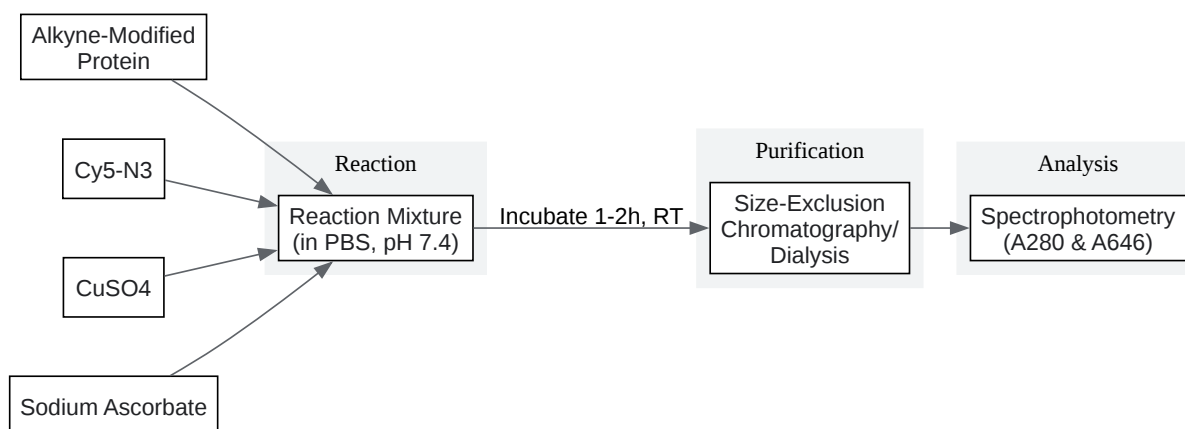 Alkyne-Modified
Protein
Cy5-N3
CuSO4
Sodium Ascorbate
Reaction
Reaction Mixture
(in PBS, pH 7.4)
Incubate 1-2h, RT
Purification
Size-Exclusion
Chromatography/
Dialysis
Analysis
Spectrophotometry
(A280 & A646)